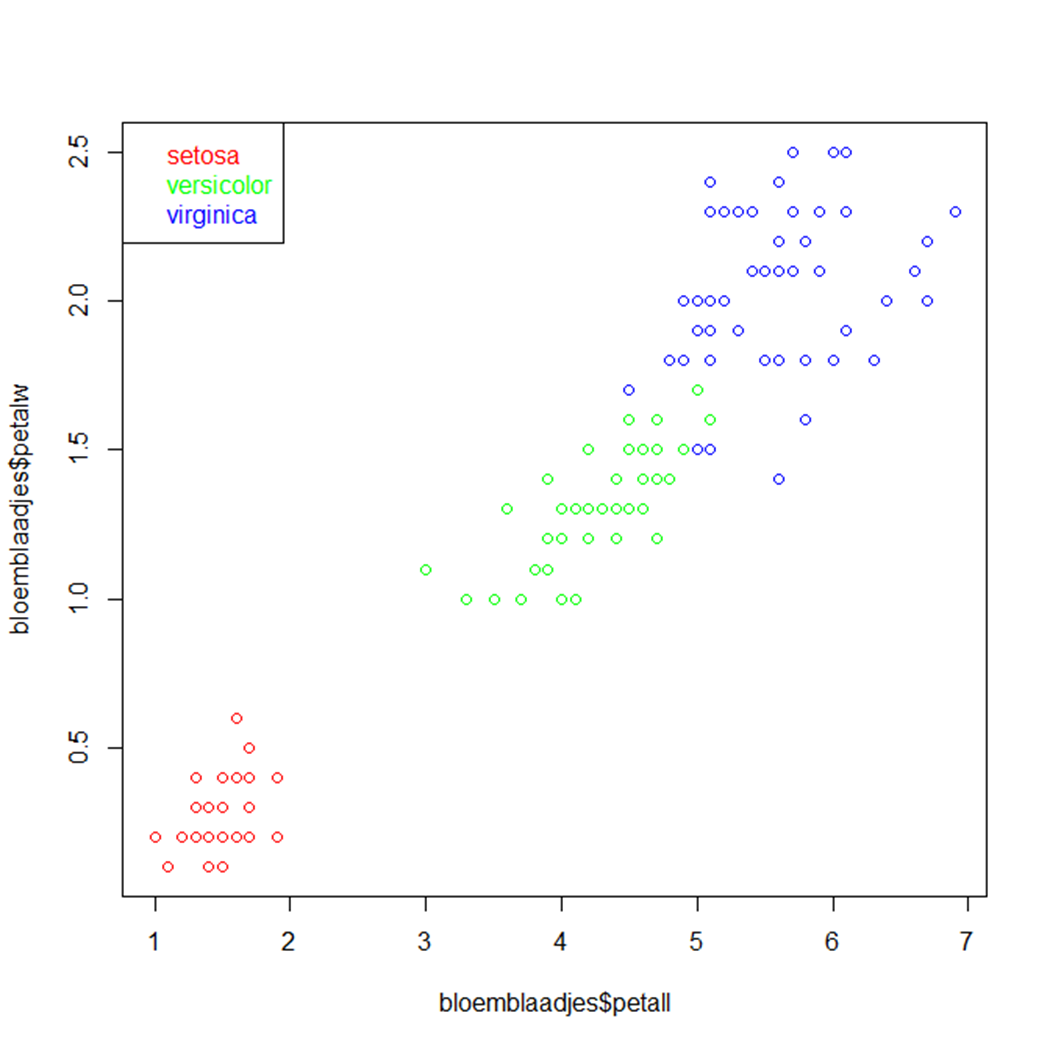 setosa
versicolor
virginica
2.5
2.0
1.5
1.0
0.5
bloemblaadjes$petalw
1 2 3 4 5 6 7
bloemblaadjes$petall